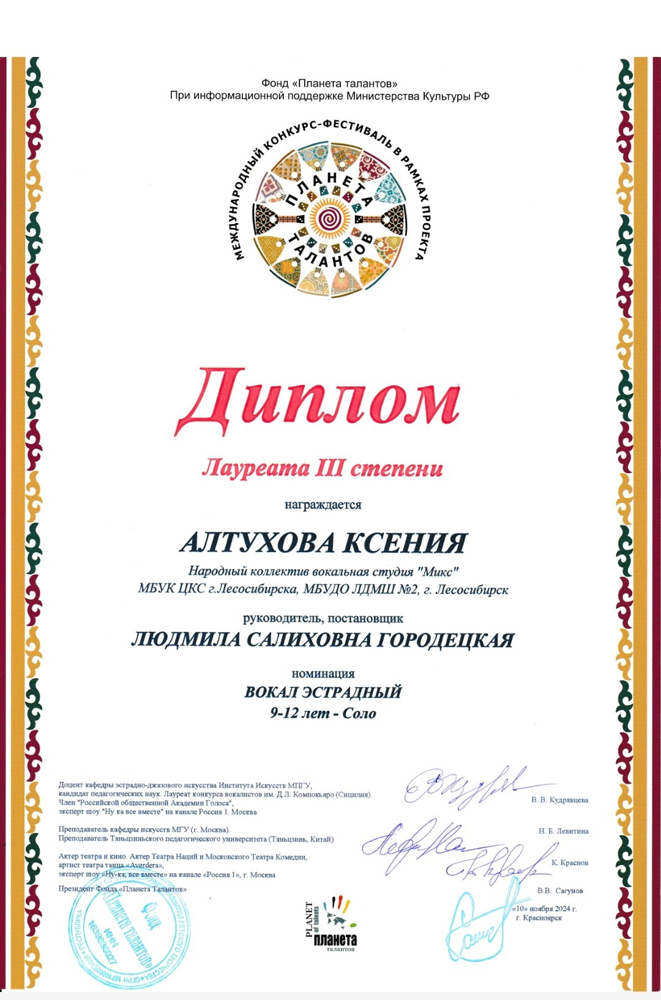 Фонд «Планета талантов»
При информационной поддержке Министерства Культуры РФ
МЕЖДУНАРОДНЫЙ КОНКУРС-ФЕСТИВАЛЬ В РАМКАХ ПРОЕКТА
ПЛАНЕТА
ТАЛАНТОВ
Диплом
Лауреата III степени
награждается
АЛТУХОВА КСЕНИЯ
Народный коллектив вокальная студия "Микс"
МБУК ЦКС г.Лесосибирска, МБУДО ЛДМШ №2, г. Лесосибирск
руководитель, постановщик
ЛЮДМИЛА САЛИХОВНА ГОРОДЕЦКАЯ
номинация
ВОКАЛ ЭСТРАДНЫЙ
9-12 лет - Соло
Доцент кафедры эстрадно-джазового искусства Института Искусств МПГУ,
кандидат педагогических наук. Лауреат конкурса вокалистов им. Д.Л. Компокьяро (Сицилия).
Член "Российской общественной Академии Голоса",
эксперт шоу "Ну ка все вместе" на канале Россия 1. Москва
В. В. Кудрявцева
Преподаватель кафедры искусств МГУ (г. Москва).
Преподаватель Тяньцзиньского педагогического университета (Тяньцзинь, Китай)
Н. Б. Левитина
Актер театра и кино. Актер Театра Наций и Московского Театра Комедии,
артист театра танца «Averdera»,
эксперт шоу «Ну-ка, все вместе» на канале «Россия 1», г. Москва
К. Краснов
Президент Фонда «Планета Талантов»
В.В. Сагунов
«10» ноября 2024 г.
г. Красноярск
Фонд
«Планета талантов»
ИНН
PLANET
of talents
планета
талантов